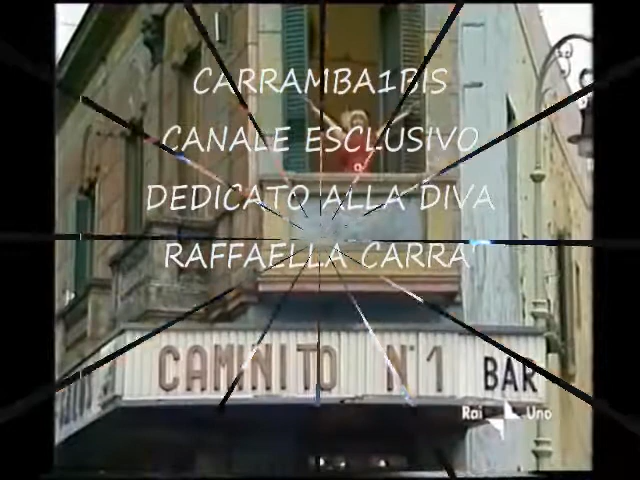 CARRAMBA1BIS
CANALE ESCLUSIVO
DEDICATO ALLA DIVA
RAFFAELLA CARRA'
CAMINITO N°1 BAR
Rai Uno